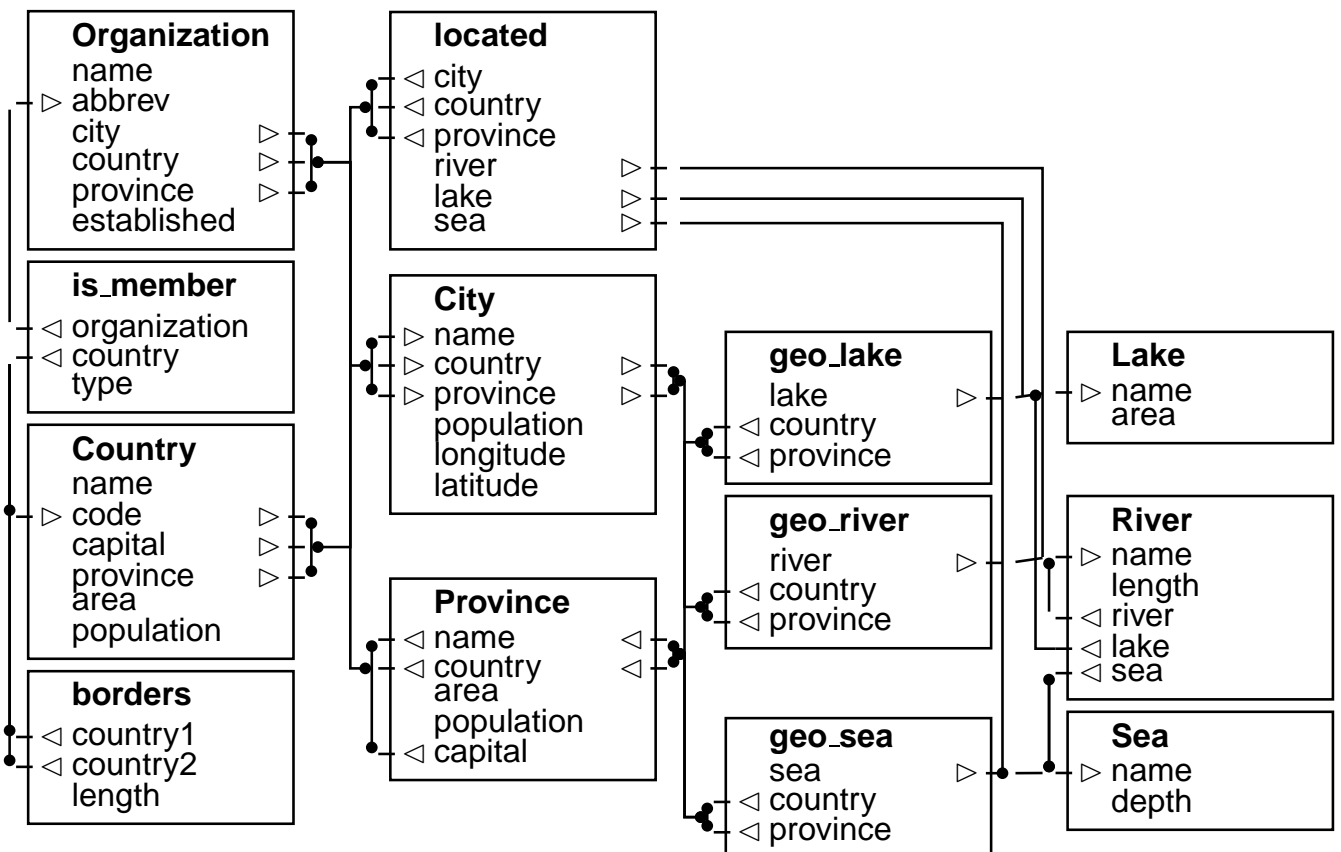 Organization
name
abbrev
city
country
province
established
is_member
organization
country
type
Country
name
code
capital
province
area
population
borders
country1
country2
length
located
city
country
province
river
lake
sea
City
name
country
province
population
longitude
latitude
Province
name
country
area
population
capital
geo_lake
lake
country
province
geo_river
river
country
province
geo_sea
sea
country
province
Lake
name
area
River
name
length
river
lake
sea
Sea
name
depth